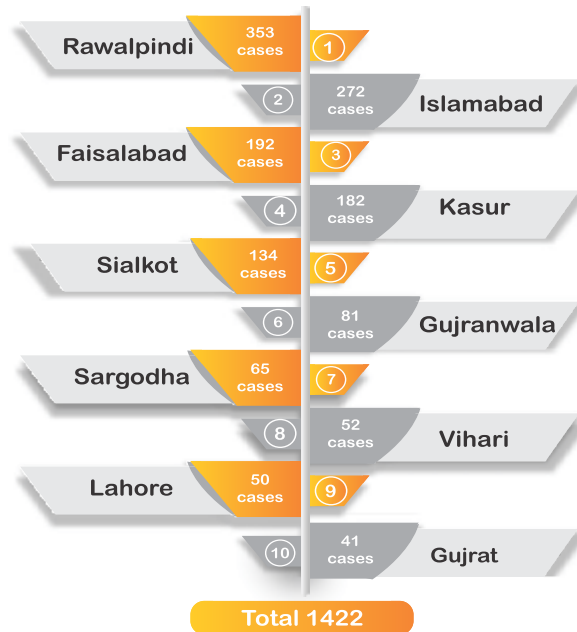 Rawalpindi
353
cases
1
2
272
cases
Islamabad
Faisalabad
192
cases
3
4
182
cases
Kasur
Sialkot
134
cases
5
6
81
cases
Gujranwala
Sargodha
65
cases
7
8
52
cases
Vihari
Lahore
50
cases
9
10
41
cases
Gujrat
Total 1422